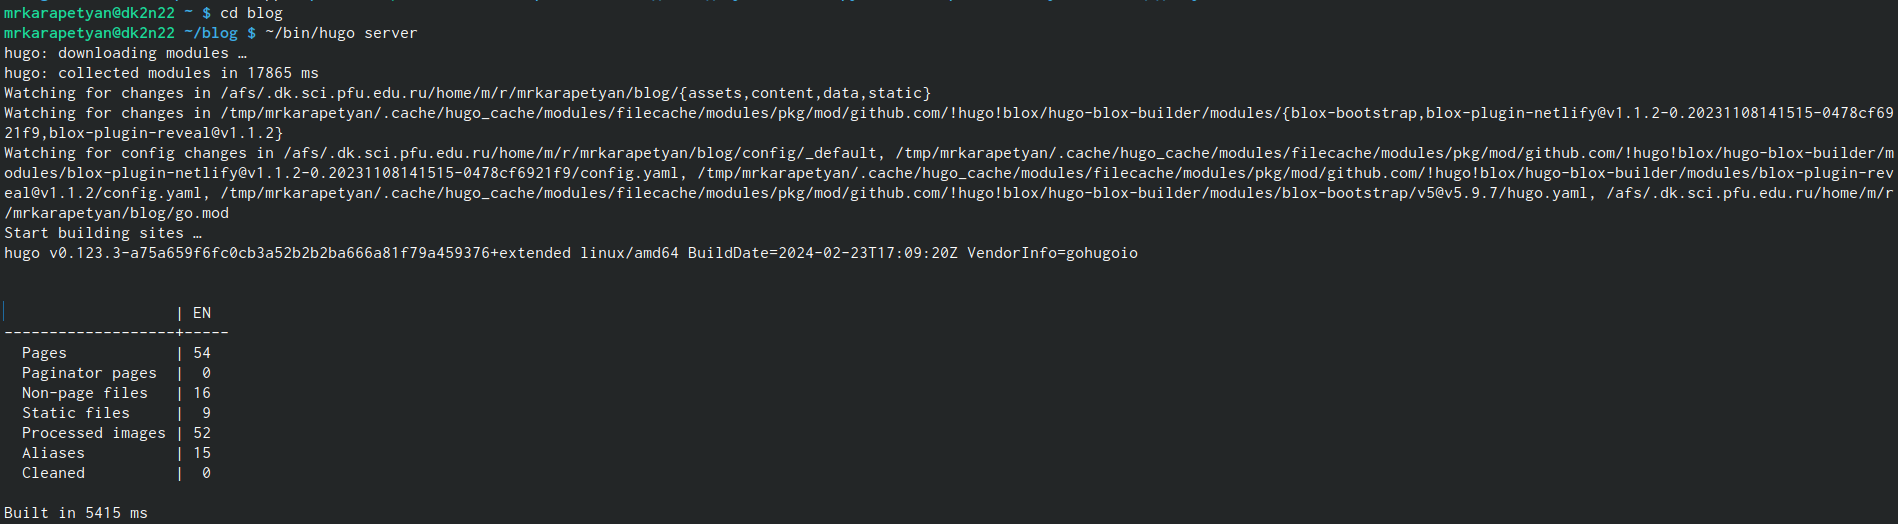 mrkarapetyan@dk2n22 ~ $ cd blog
mrkarapetyan@dk2n22 ~/blog $ ~/bin/hugo server
hugo: downloading modules …
hugo: collected modules in 17865 ms
Watching for changes in /afs/.dk.sci.pfu.edu.ru/home/m/r/mrkarapetyan/blog/{assets,content,data,static}
Watching for changes in /tmp/mrkarapetyan/.cache/hugo_cache/modules/filecache/modules/pkg/mod/github.com/!hugo!blox/hugo-blox-builder/modules/{blox-bootstrap,blox-plugin-netlify@v1.1.2-0.20231108141515-0478cf69
21f9,blox-plugin-reveal@v1.1.2}
Watching for config changes in /afs/.dk.sci.pfu.edu.ru/home/m/r/mrkarapetyan/blog/config/_default, /tmp/mrkarapetyan/.cache/hugo_cache/modules/filecache/modules/pkg/mod/github.com/!hugo!blox/hugo-blox-builder/m
odules/blox-plugin-netlify@v1.1.2-0.20231108141515-0478cf6921f9/config.yaml, /tmp/mrkarapetyan/.cache/hugo_cache/modules/filecache/modules/pkg/mod/github.com/!hugo!blox/hugo-blox-builder/modules/blox-plugin-rev
eal@v1.1.2/config.yaml, /tmp/mrkarapetyan/.cache/hugo_cache/modules/filecache/modules/pkg/mod/github.com/!hugo!blox/hugo-blox-builder/modules/blox-bootstrap/v5@v5.9.7/hugo.yaml, /afs/.dk.sci.pfu.edu.ru/home/m/r
/mrkarapetyan/blog/go.mod
Start building sites …
hugo v0.123.3-a75a659f6fc0cb3a52b2b2ba666a81f79a459376+extended linux/amd64 BuildDate=2024-02-23T17:09:20Z VendorInfo=gohugoio
                   | EN
-------------------+-----
  Pages            | 54
  Paginator pages  |  0
  Non-page files   | 16
  Static files     |  9
  Processed images | 52
  Aliases          | 15
  Cleaned          |  0
Built in 5415 ms